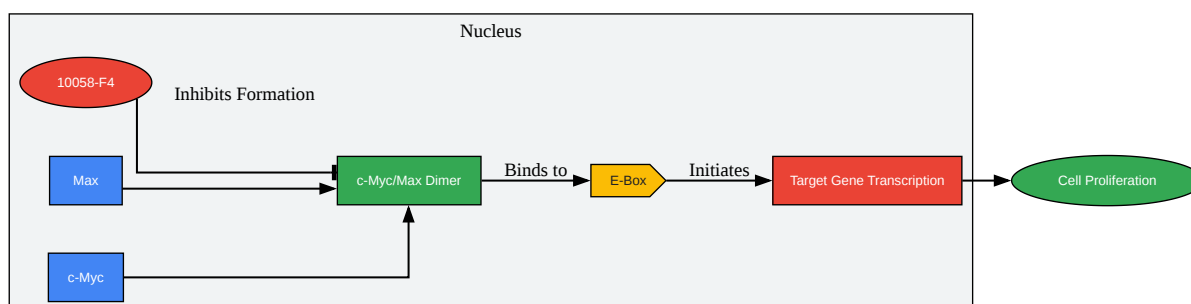 Nucleus
10058-F4
Inhibits Formation
Max
c-Myc/Max Dimer
Binds to
E-Box
Initiates
Target Gene Transcription
Cell Proliferation
c-Myc